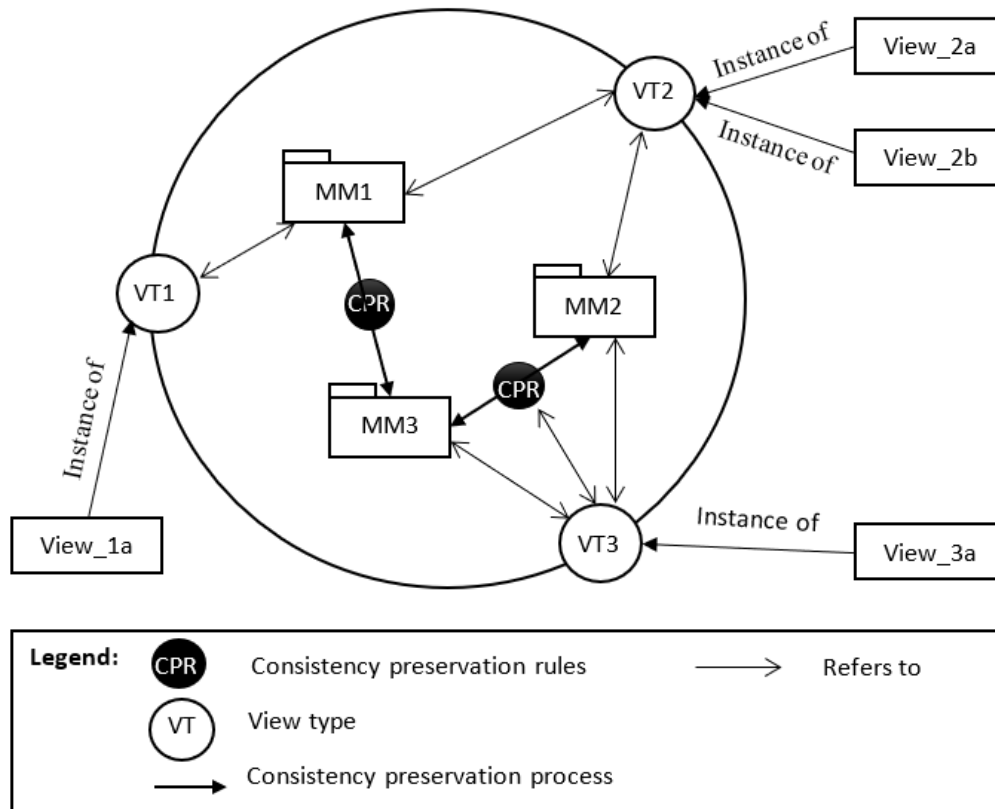 View_2a
Instance of
VT2
Instance of
View_2b
MM1
VT1
CPR
MM2
CPR
MM3
Instance of
Instance of
VT3
View_1a
View_3a
Legend:
CPR
Consistency preservation rules
Refers to
VT
View type
Consistency preservation process